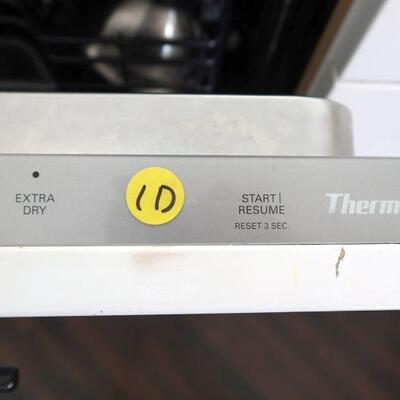 EXTRA
DRY
1D
START|
RESUME
RESET 3 SEC.
Therm